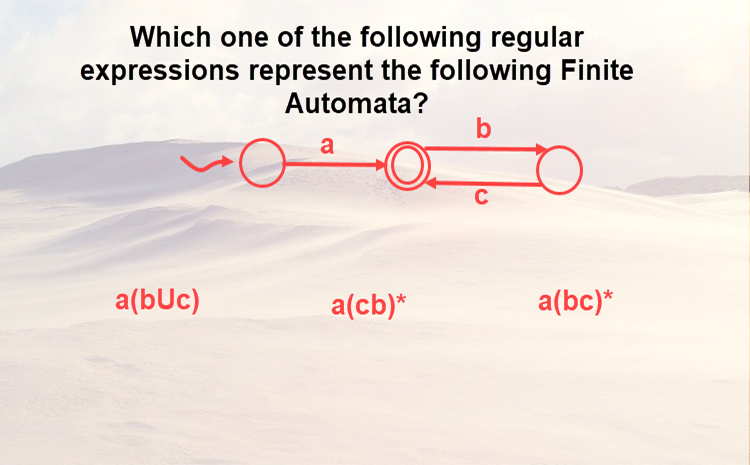 Which one of the following regular
expressions represent the following Finite
Automata?
a
b
c
a(bUc)
a(cb)*
a(bc)*